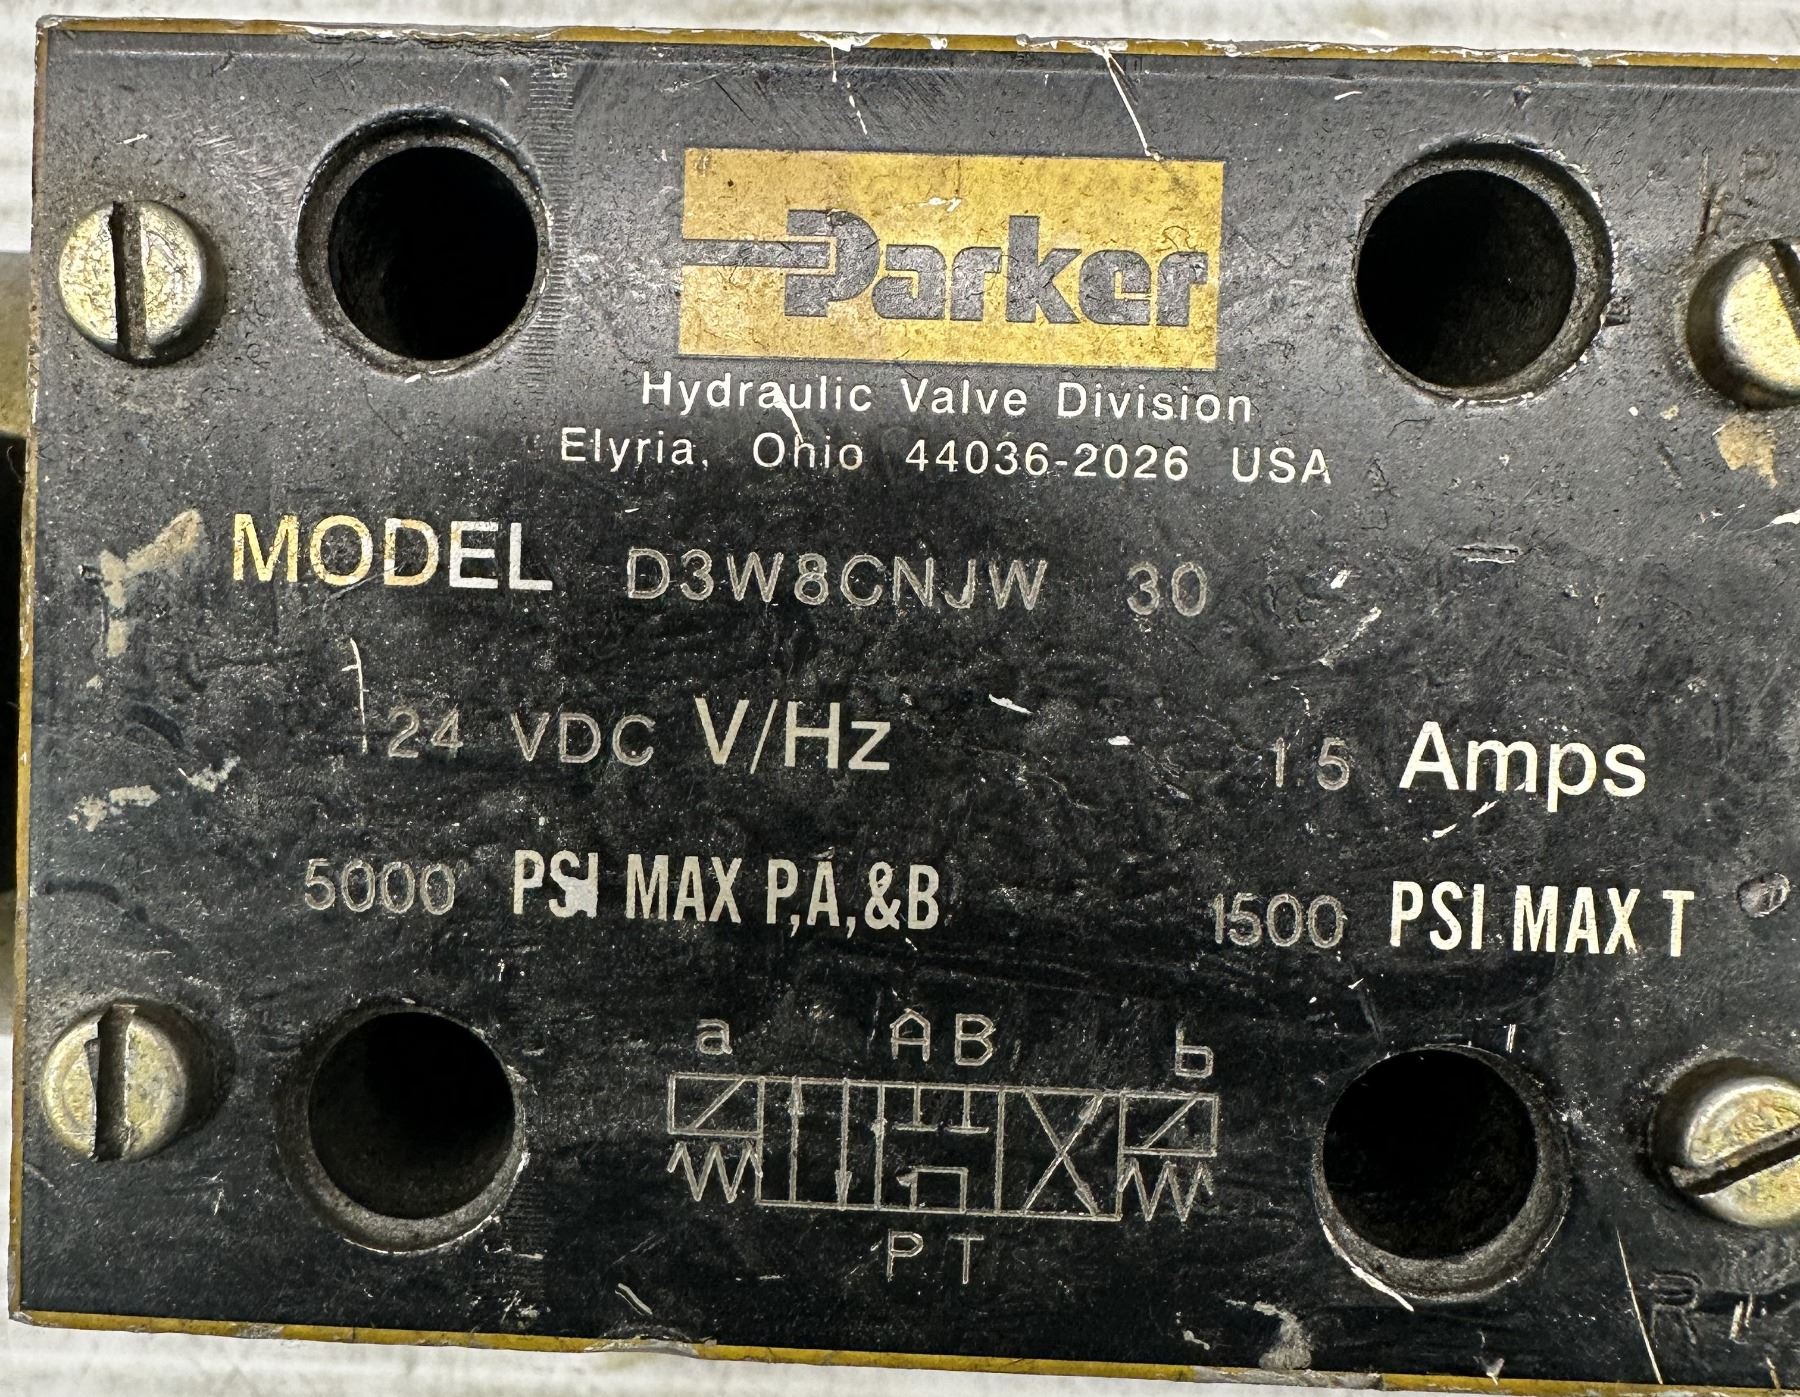 Parker
Hydraulic Valve Division
Elyria, Ohio 44036-2026 USA
MODEL D3W8CNJW 30
24 VDC V/Hz 1.5 Amps
5000 PSI MAX P,A,&B 1500 PSI MAX T
a AB b
PT